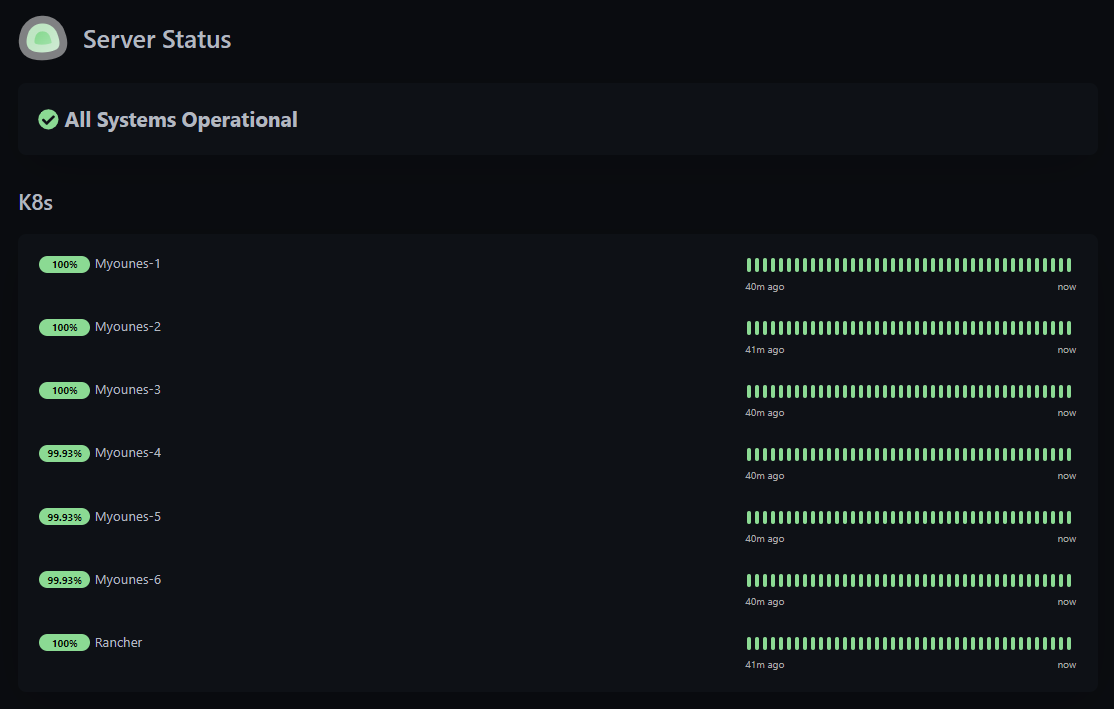 Server Status
All Systems Operational
K8s
100% Myounes-1
40m ago now
100% Myounes-2
41m ago now
100% Myounes-3
40m ago now
99.93% Myounes-4
40m ago now
99.93% Myounes-5
40m ago now
99.93% Myounes-6
40m ago now
100% Rancher
41m ago now